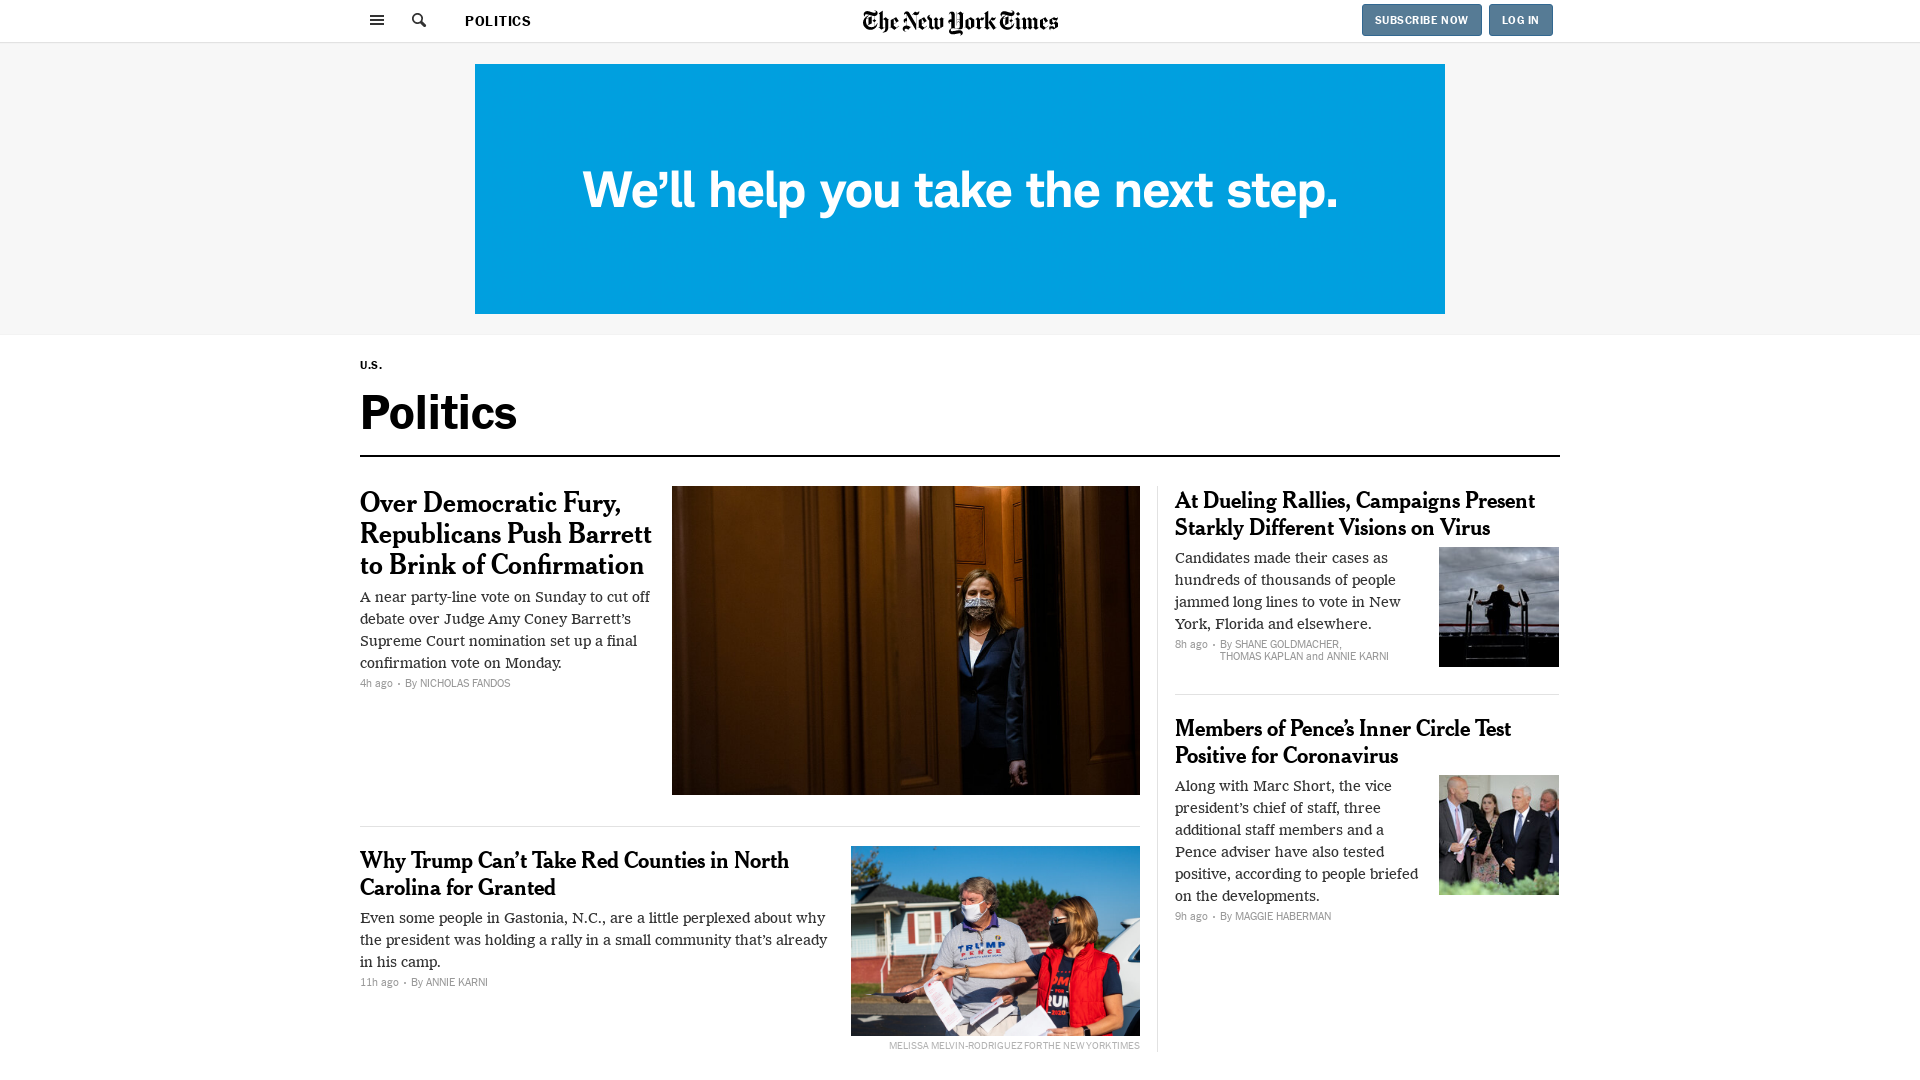 POLITICS
The New York Times
SUBSCRIBE NOW
LOG IN
We’ll help you take the next step.
U.S.
Politics
Over Democratic Fury,
Republicans Push Barrett
to Brink of Confirmation
A near party-line vote on Sunday to cut off
debate over Judge Amy Coney Barrett’s
Supreme Court nomination set up a final
confirmation vote on Monday.
4h ago · By NICHOLAS FANDOS
At Dueling Rallies, Campaigns Present
Starkly Different Visions on Virus
Candidates made their cases as
hundreds of thousands of people
jammed long lines to vote in New
York, Florida and elsewhere.
8h ago · By SHANE GOLDMACHER,
THOMAS KAPLAN and ANNIE KARNI
Members of Pence’s Inner Circle Test
Positive for Coronavirus
Along with Marc Short, the vice
president’s chief of staff, three
additional staff members and a
Pence adviser have also tested
positive, according to people briefed
on the developments.
9h ago · By MAGGIE HABERMAN
Why Trump Can’t Take Red Counties in North
Carolina for Granted
Even some people in Gastonia, N.C., are a little perplexed about why
the president was holding a rally in a small community that’s already
in his camp.
11h ago · By ANNIE KARNI
TRUMP
PENCE
MELISSA MELVIN-RODRIGUEZ FOR THE NEW YORK TIMES